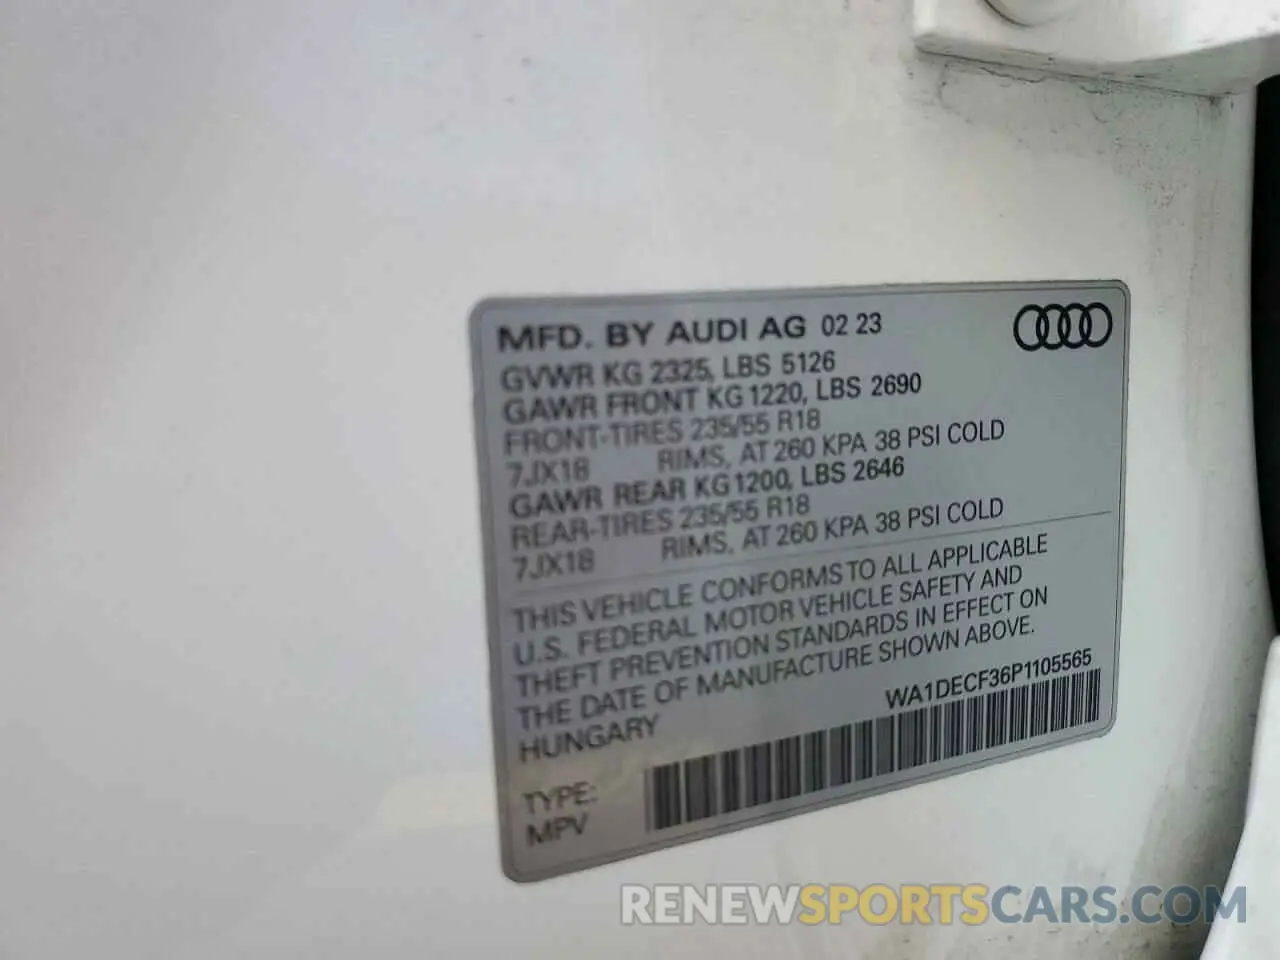 MFD. BY AUDI AG 02 23
GVWR KG 2325, LBS 5126
GAWR FRONT KG 1220, LBS 2690
FRONT-TIRES 235/55 R18
7JX18 RIMS, AT 260 KPA 38 PSI COLD
GAWR REAR KG 1200, LBS 2646
REAR-TIRES 235/55 R18
7JX18 RIMS, AT 260 KPA 38 PSI COLD
THIS VEHICLE CONFORMS TO ALL APPLICABLE
U.S. FEDERAL MOTOR VEHICLE SAFETY AND
THEFT PREVENTION STANDARDS IN EFFECT ON
THE DATE OF MANUFACTURE SHOWN ABOVE.
HUNGARY WA1DECF36P1105565
TYPE:
MPV
RENEWSPORTSCARS.COM